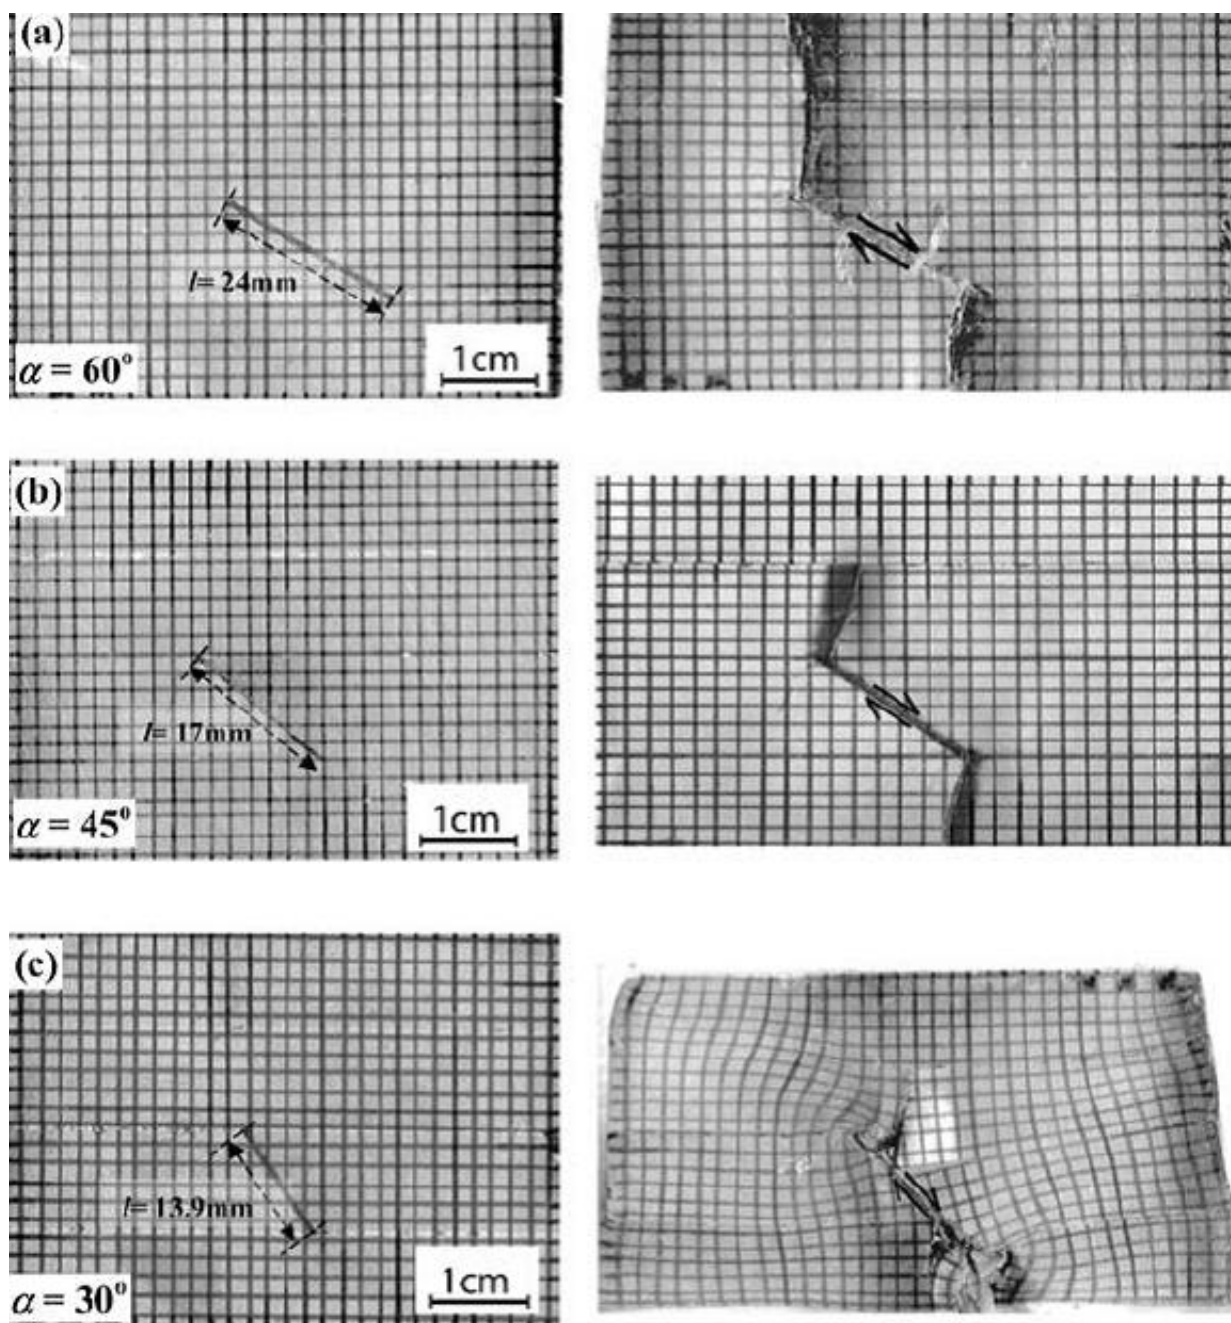 (a)
l= 24mm
1cm
α = 60°
(b)
l= 17mm
1cm
α = 45°
(c)
l= 13.9mm
1cm
α = 30°